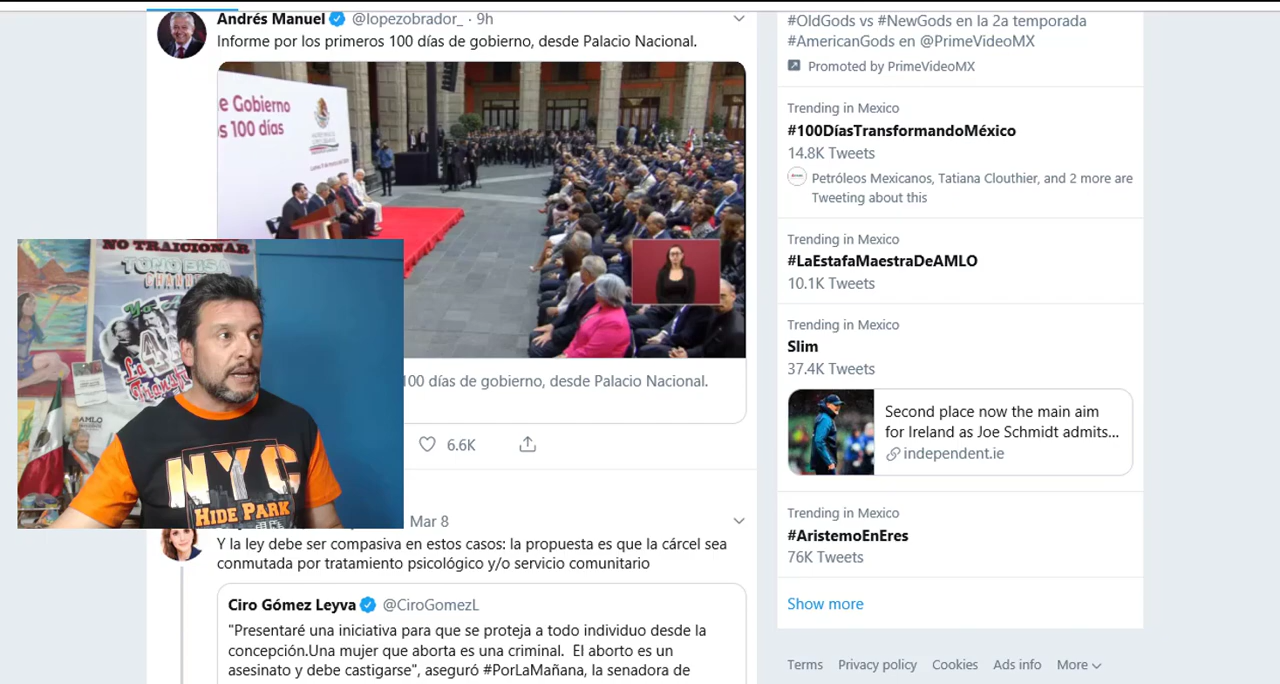 Andrés Manuel @lopezobrador_ · 9h
Informe por los primeros 100 días de gobierno, desde Palacio Nacional.
e Gobierno
s 100 días
NO TRAICIONAR
AMLO
NYC
HIDE PARK
100 días de gobierno, desde Palacio Nacional.
6.6K
Mar 8
Y la ley debe ser compasiva en estos casos: la propuesta es que la cárcel sea
conmutada por tratamiento psicológico y/o servicio comunitario
Ciro Gómez Leyva @CiroGomezL
"Presentaré una iniciativa para que se proteja a todo individuo desde la
concepción.Una mujer que aborta es una criminal. El aborto es un
asesinato y debe castigarse", aseguró #PorLaMañana, la senadora de
#OldGods vs #NewGods en la 2a temporada
#AmericanGods en @PrimeVideoMX
Promoted by PrimeVideoMX
Trending in Mexico
#100DíasTransformandoMéxico
14.8K Tweets
Petróleos Mexicanos, Tatiana Clouthier, and 2 more are
Tweeting about this
Trending in Mexico
#LaEstafaMaestraDeAMLO
10.1K Tweets
Trending in Mexico
Slim
37.4K Tweets
Second place now the main aim
for Ireland as Joe Schmidt admits...
independent.ie
Trending in Mexico
#AristemoEnEres
76K Tweets
Show more
Terms Privacy policy Cookies Ads info More